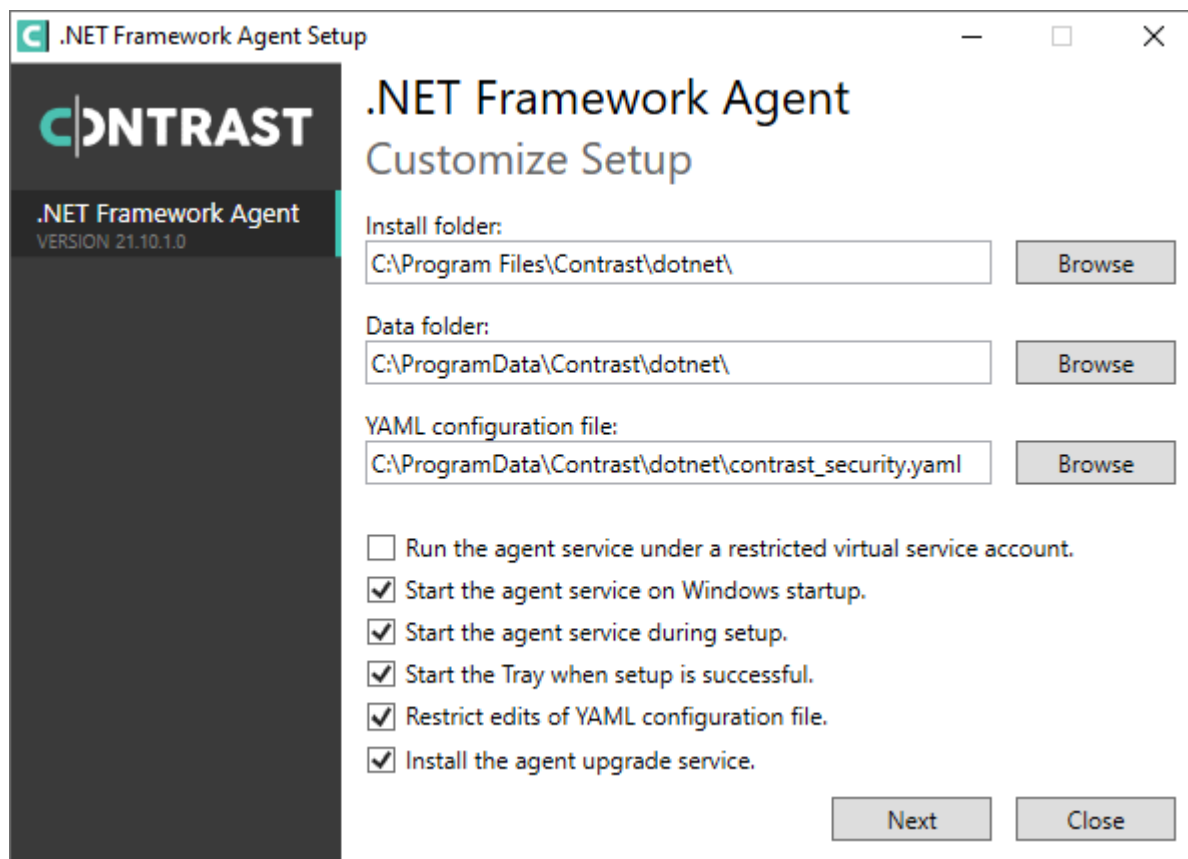 .NET Framework Agent Setup
CONTRAST
.NET Framework Agent
VERSION 21.10.1.0
.NET Framework Agent
Customize Setup
Install folder:
C:\Program Files\Contrast\dotnet\
Browse
Data folder:
C:\ProgramData\Contrast\dotnet\
Browse
YAML configuration file:
C:\ProgramData\Contrast\dotnet\contrast_security.yaml
Browse
Run the agent service under a restricted virtual service account.
Start the agent service on Windows startup.
Start the agent service during setup.
Start the Tray when setup is successful.
Restrict edits of YAML configuration file.
Install the agent upgrade service.
Next
Close